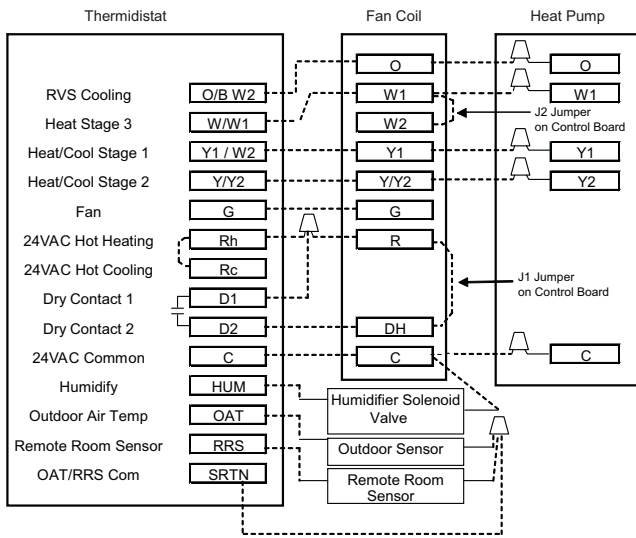 Thermidistat Fan Coil Heat Pump
O O
RVS Cooling O/B W2 W1 W1
Heat Stage 3 W/W1 W2
J2 Jumper
on Control Board
Heat/Cool Stage 1 Y1 / W2 Y1 Y1
Heat/Cool Stage 2 Y/Y2 Y/Y2 Y2
Fan G G
24VAC Hot Heating Rh R
24VAC Hot Cooling Rc
J1 Jumper
on Control Board
Dry Contact 1 D1
Dry Contact 2 D2 DH
24VAC Common C C C
Humidify HUM
Humidifier Solenoid
Valve
Outdoor Air Temp OAT
Outdoor Sensor
Remote Room Sensor RRS
OAT/RRS Com SRTN
Remote Room
Sensor